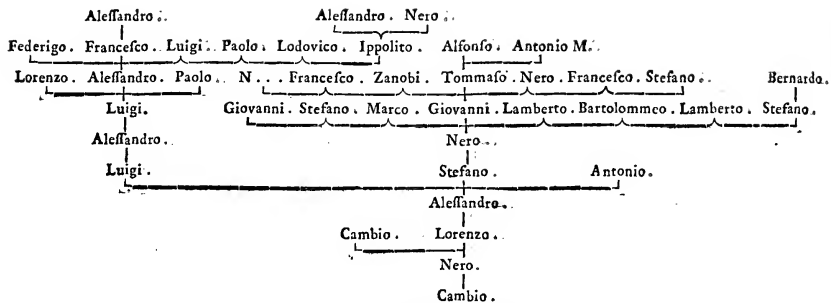 Aleſſandro. Aleſſandro. Nero.
Federigo. Franceſco. Luigi. Paolo. Lodovico. Ippolito. Alfonſo. Antonio M.
Lorenzo. Aleſſandro. Paolo. N... Franceſco. Zanobi. Tommaſo. Nero. Franceſco. Stefano. Bernardo.
Luigi. Giovanni. Stefano. Marco. Giovanni. Lamberto. Bartolommeo. Lamberto. Stefano.
Aleſſandro. Nero.
Luigi. Stefano. Antonio.
Aleſſandro.
Cambio. Lorenzo.
Nero.
Cambio.